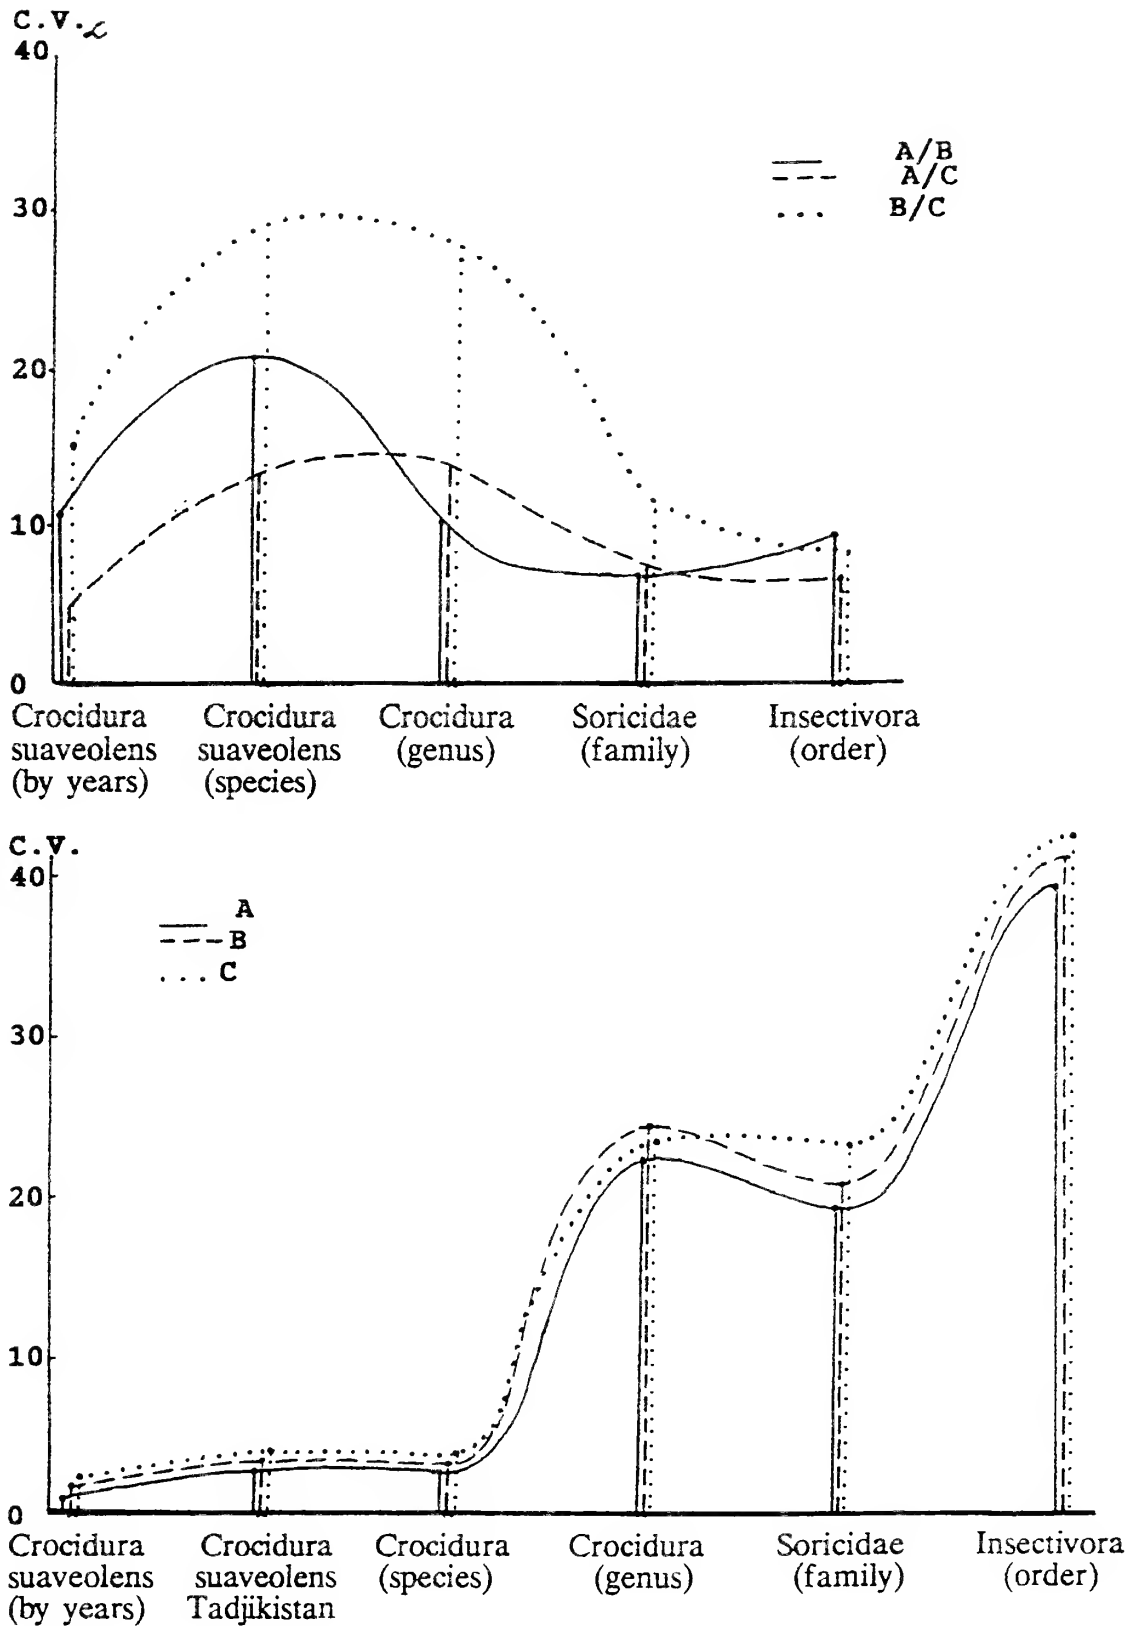 C.V.
40
A/B
A/C
30
B/C
20
10
0
Crocidura suaveolens (by years)
Crocidura suaveolens (species)
Crocidura (genus)
Soricidae (family)
Insectivora (order)
C.V.
40
A
B
C
30
20
10
0
Crocidura suaveolens (by years)
Crocidura suaveolens Tadjikistan
Crocidura (species)
Crocidura (genus)
Soricidae (family)
Insectivora (order)